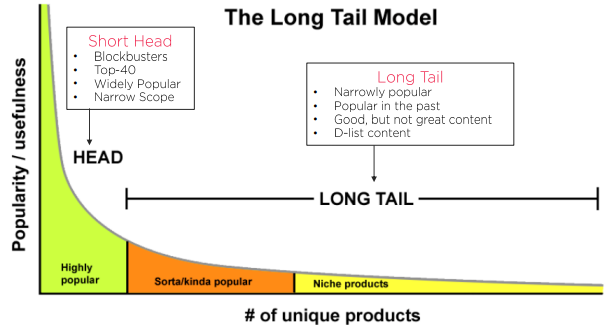 The Long Tail Model
Short Head
• Blockbusters
• Top-40
• Widely Popular
• Narrow Scope
Long Tail
• Narrowly popular
• Popular in the past
• Good, but not great content
• D-list content
HEAD
LONG TAIL
Popularity / usefulness
Highly
popular
Sorta/kinda popular
Niche products
# of unique products